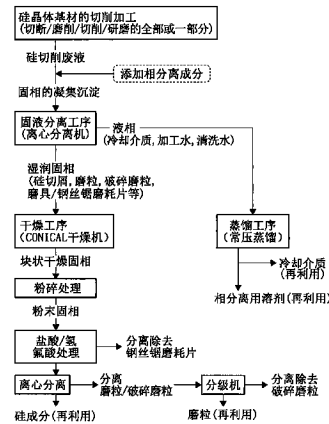 硅晶体基材的切削加工
(切断/磨削/切削/研磨的全部或一部分)
硅切削废液
添加相分离成分
固相的凝集沉淀
固液分离工序
(离心分离机)
液相
(冷却介质,加工水,清洗水)
湿润固相
(硅切屑,磨粒,破碎磨粒,
磨具/钢丝锯磨耗片等)
干燥工序
(CONICAL干燥机)
蒸馏工序
(常压蒸馏)
块状干燥固相
冷却介质
(再利用)
粉碎处理
相分离用溶剂(再利用)
粉末固相
盐酸/氢
氟酸处理
分离除去
钢丝锯磨耗片
离心分离
分离
磨粒/破碎磨粒
分级机
分离除去
破碎磨粒
硅成分(再利用)
磨粒(再利用)